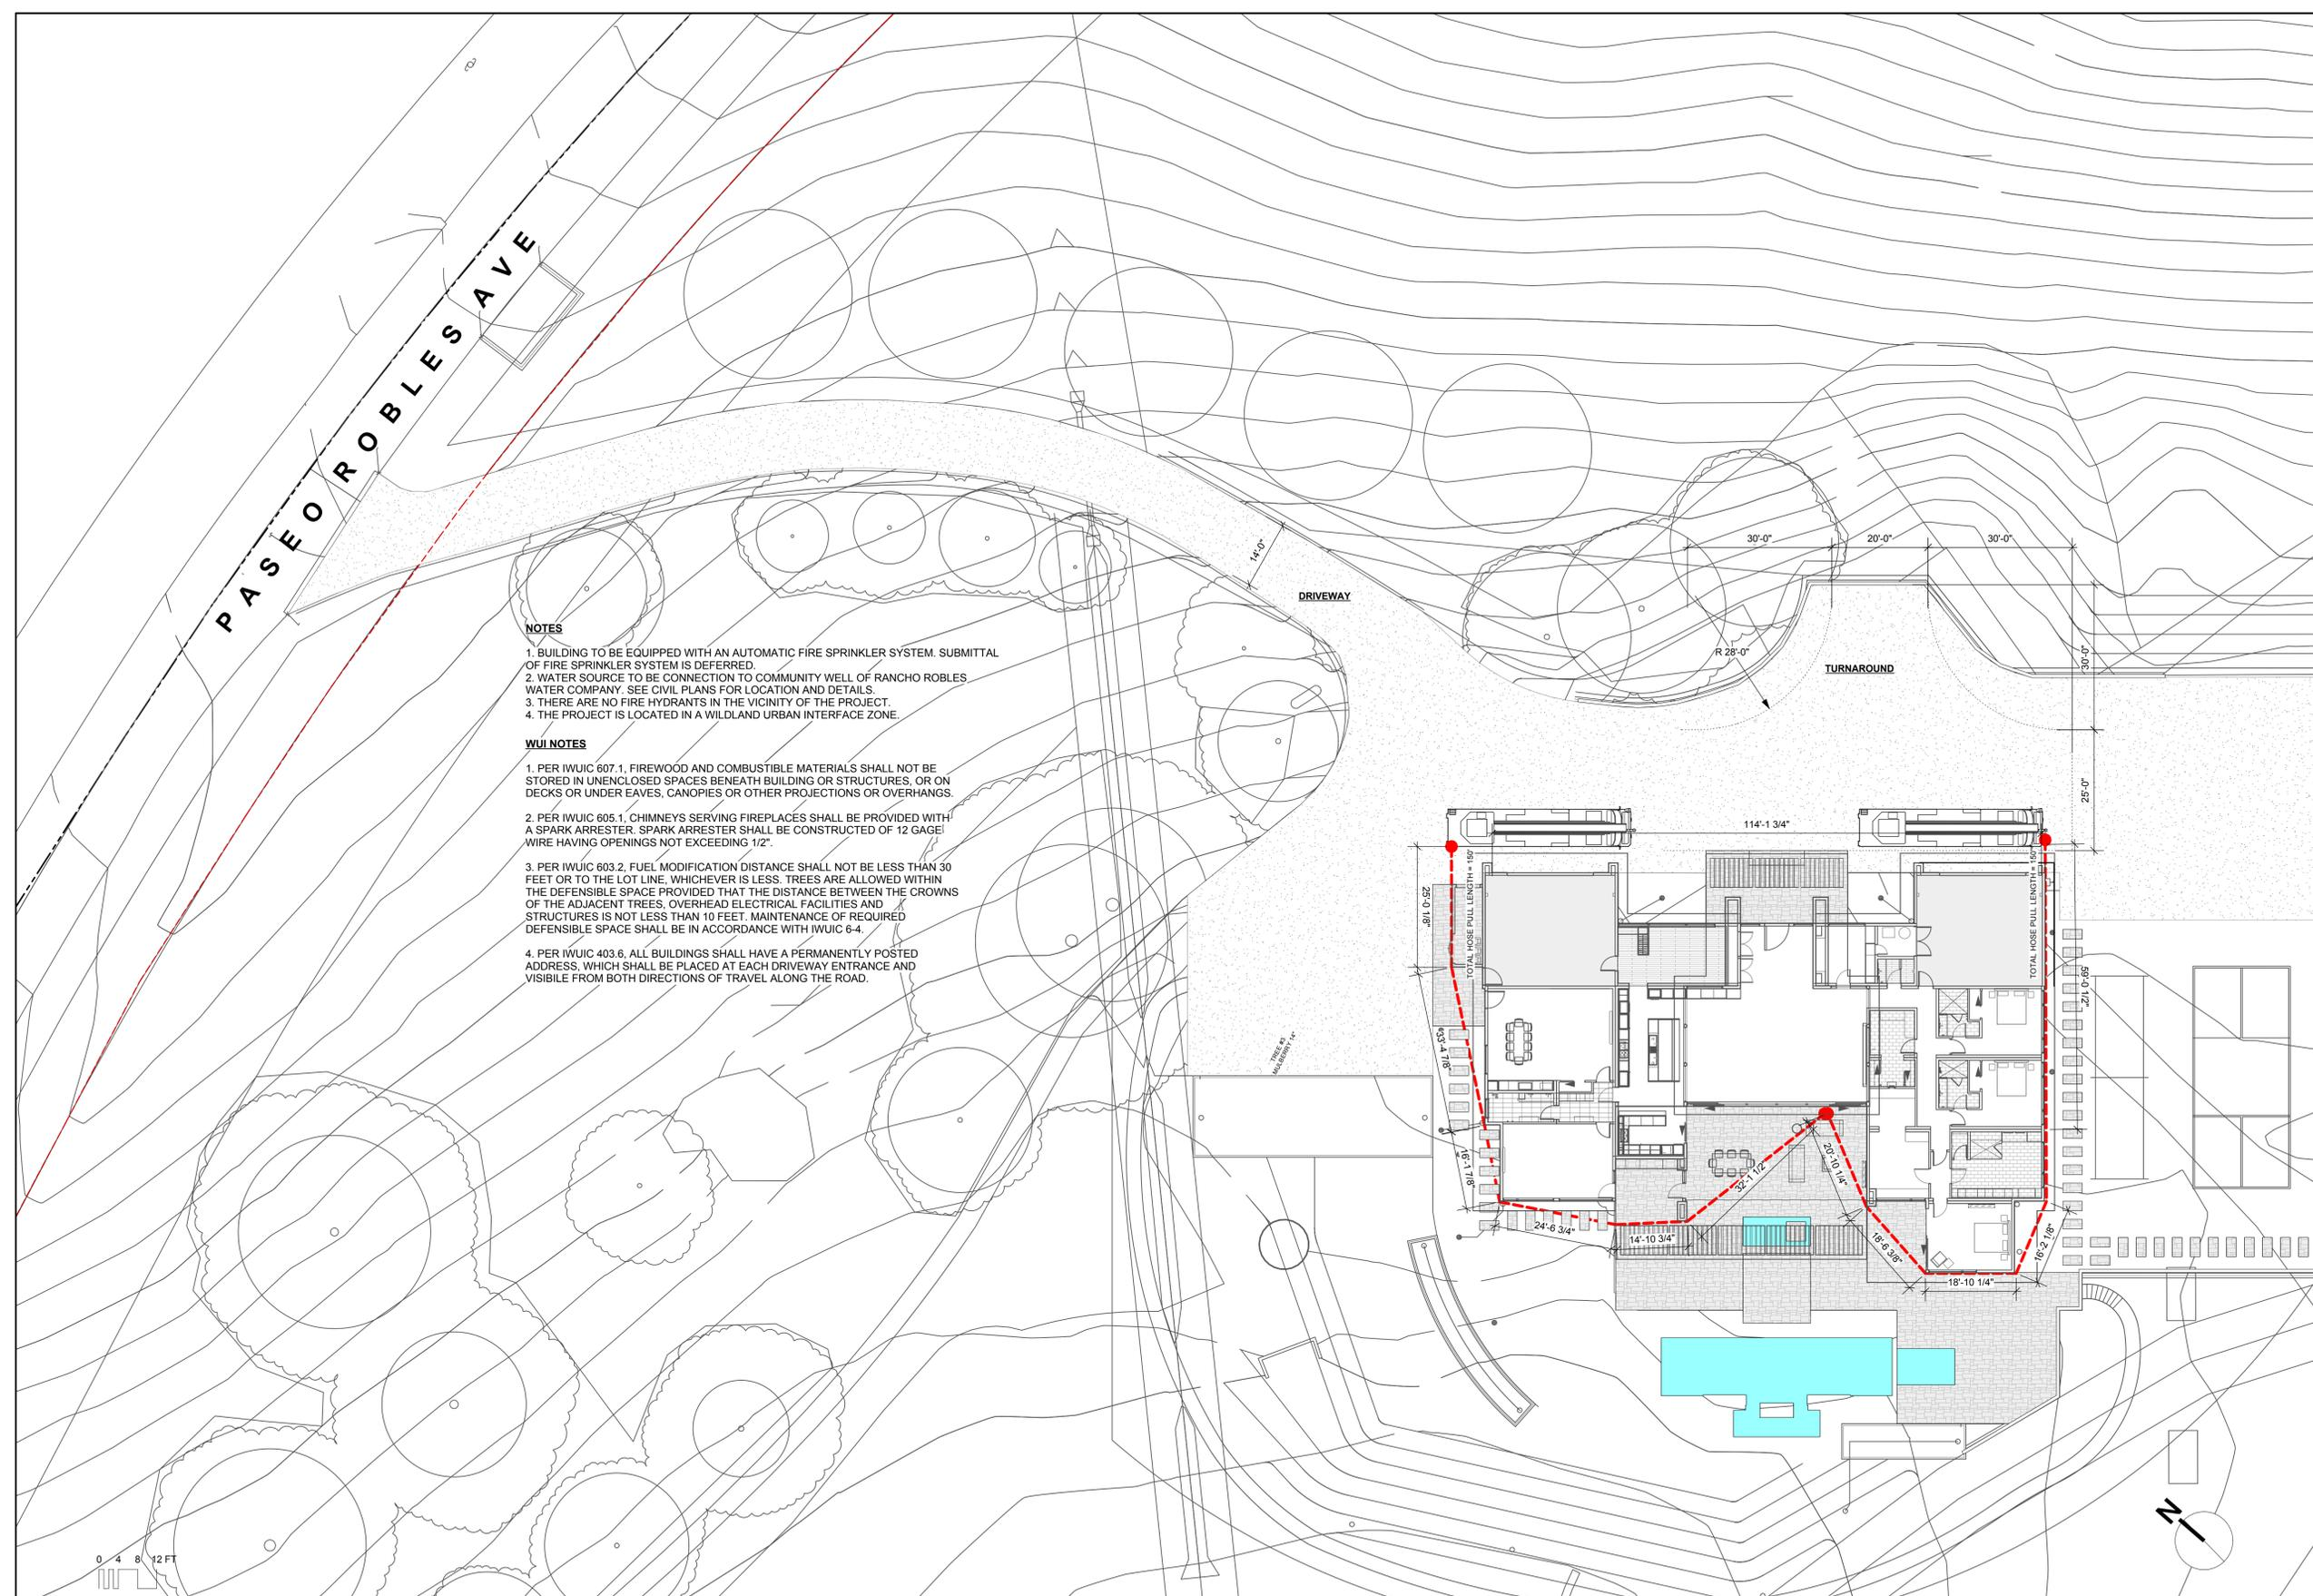 PASEO ROBLES AVE
14'-0"
DRIVEWAY
30'-0"
20'-0"
30'-0"
R 28'-0"
TURNAROUND
30'-0"
25'-0"
NOTES
1. BUILDING TO BE EQUIPPED WITH AN AUTOMATIC FIRE SPRINKLER SYSTEM. SUBMITTAL
OF FIRE SPRINKLER SYSTEM IS DEFERRED.
2. WATER SOURCE TO BE CONNECTION TO COMMUNITY WELL OF RANCHO ROBLES
WATER COMPANY. SEE CIVIL PLANS FOR LOCATION AND DETAILS.
3. THERE ARE NO FIRE HYDRANTS IN THE VICINITY OF THE PROJECT.
4. THE PROJECT IS LOCATED IN A WILDLAND URBAN INTERFACE ZONE.
WUI NOTES
1. PER IWUIC 607.1, FIREWOOD AND COMBUSTIBLE MATERIALS SHALL NOT BE
STORED IN UNENCLOSED SPACES BENEATH BUILDING OR STRUCTURES, OR ON
DECKS OR UNDER EAVES, CANOPIES OR OTHER PROJECTIONS OR OVERHANGS.
2. PER IWUIC 605.1, CHIMNEYS SERVING FIREPLACES SHALL BE PROVIDED WITH
A SPARK ARRESTER. SPARK ARRESTER SHALL BE CONSTRUCTED OF 12 GAGE
WIRE HAVING OPENINGS NOT EXCEEDING 1/2".
3. PER IWUIC 603.2, FUEL MODIFICATION DISTANCE SHALL NOT BE LESS THAN 30
FEET OR TO THE LOT LINE, WHICHEVER IS LESS. TREES ARE ALLOWED WITHIN
THE DEFENSIBLE SPACE PROVIDED THAT THE DISTANCE BETWEEN THE CROWNS
OF THE ADJACENT TREES, OVERHEAD ELECTRICAL FACILITIES AND
STRUCTURES IS NOT LESS THAN 10 FEET. MAINTENANCE OF REQUIRED
DEFENSIBLE SPACE SHALL BE IN ACCORDANCE WITH IWUIC 6-4.
4. PER IWUIC 403.6, ALL BUILDINGS SHALL HAVE A PERMANENTLY POSTED
ADDRESS, WHICH SHALL BE PLACED AT EACH DRIVEWAY ENTRANCE AND
VISIBILE FROM BOTH DIRECTIONS OF TRAVEL ALONG THE ROAD.
114'-1 3/4"
TOTAL HOSE PULL LENGTH = 150'
TOTAL HOSE PULL LENGTH = 150'
25'-0 1/8"
59'-0 1/2"
TREE #3
MULBERRY 14"
33'-4 7/8"
16'-1 7/8"
24'-6 3/4"
14'-10 3/4"
32'-1 1/2"
20'-10 1/4"
18'-6 3/8"
18'-10 1/4"
16'-2 1/8"
N
0 4 8 12 FT